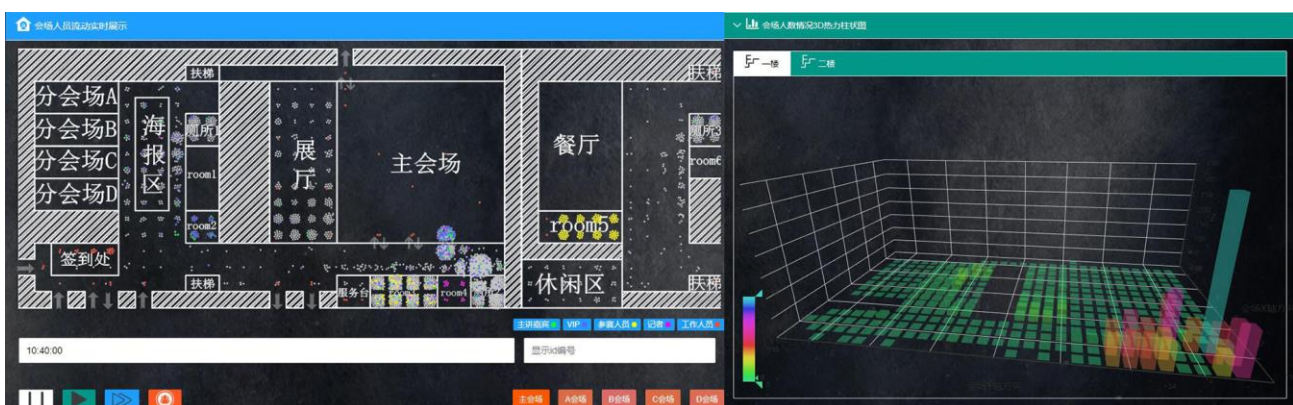 会场人员流动实时展示
扶梯
扶梯
分会场A
分会场B
分会场C
分会场D
海报区
厕所1
room1
room2
展厅
主会场
餐厅
厕所3
room6
room5
签到处
扶梯
服务台
room3
room4
休闲区
扶梯
主讲嘉宾
VIP
参赛人员
记者
工作人员
10:40:00
显示id编号
主会场
A会场
B会场
C会场
D会场
会场人数情况3D热力柱状图
一楼
二楼